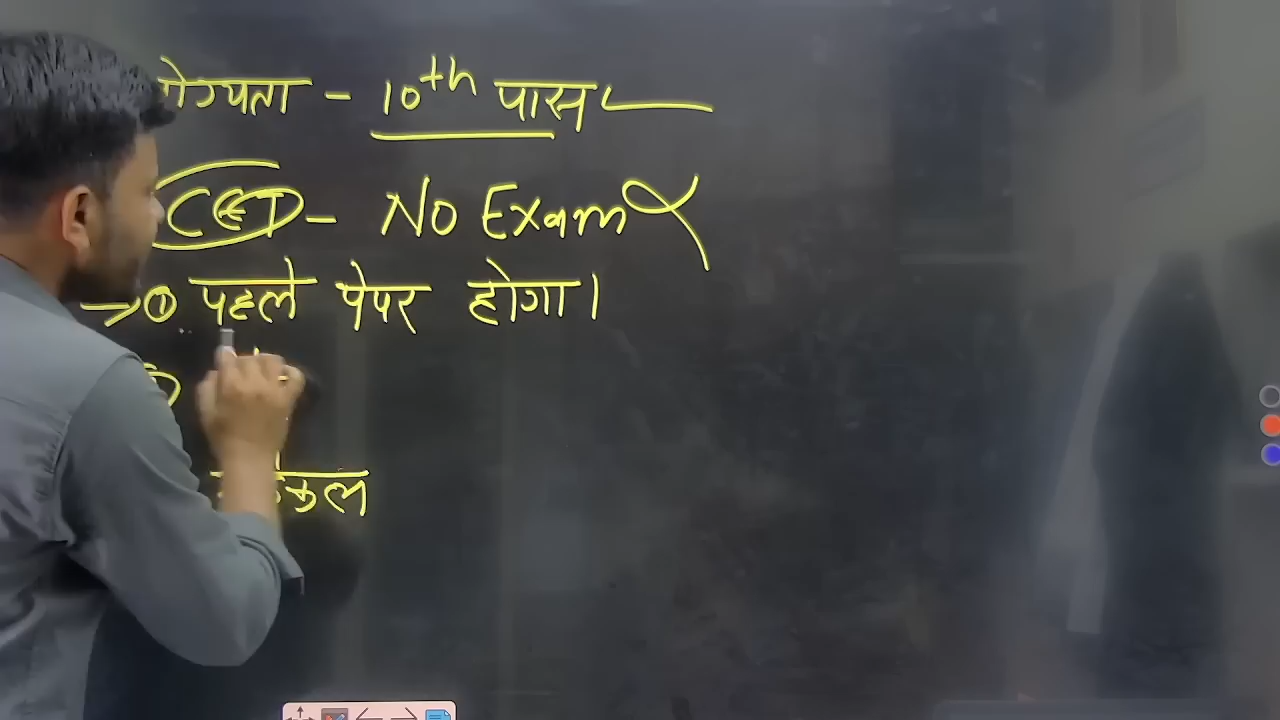 योग्यता - 10th पास
CET - No Exam
→ ① पहले पेपर होगा।